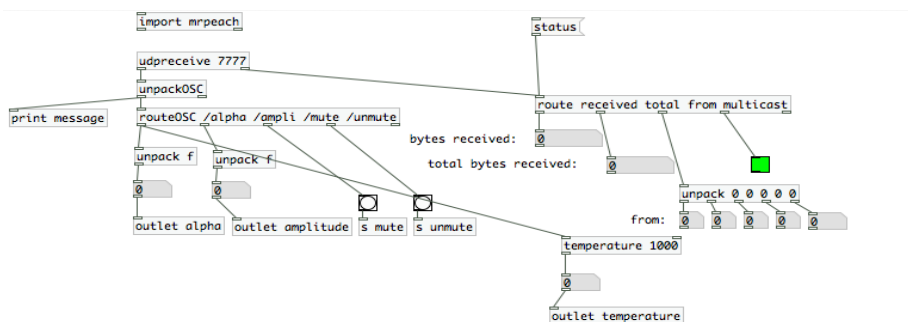 import mrpeach
status
udpreceive 7777
unpackOSC
print message
routeOSC /alpha /ampli /mute /unmute
route received total from multicast
bytes received:
0
total bytes received:
0
unpack f
unpack f
0
0
unpack 0 0 0 0 0
from:
0
0
0
0
0
outlet alpha
outlet amplitude
s mute
s unmute
temperature 1000
0
outlet temperature